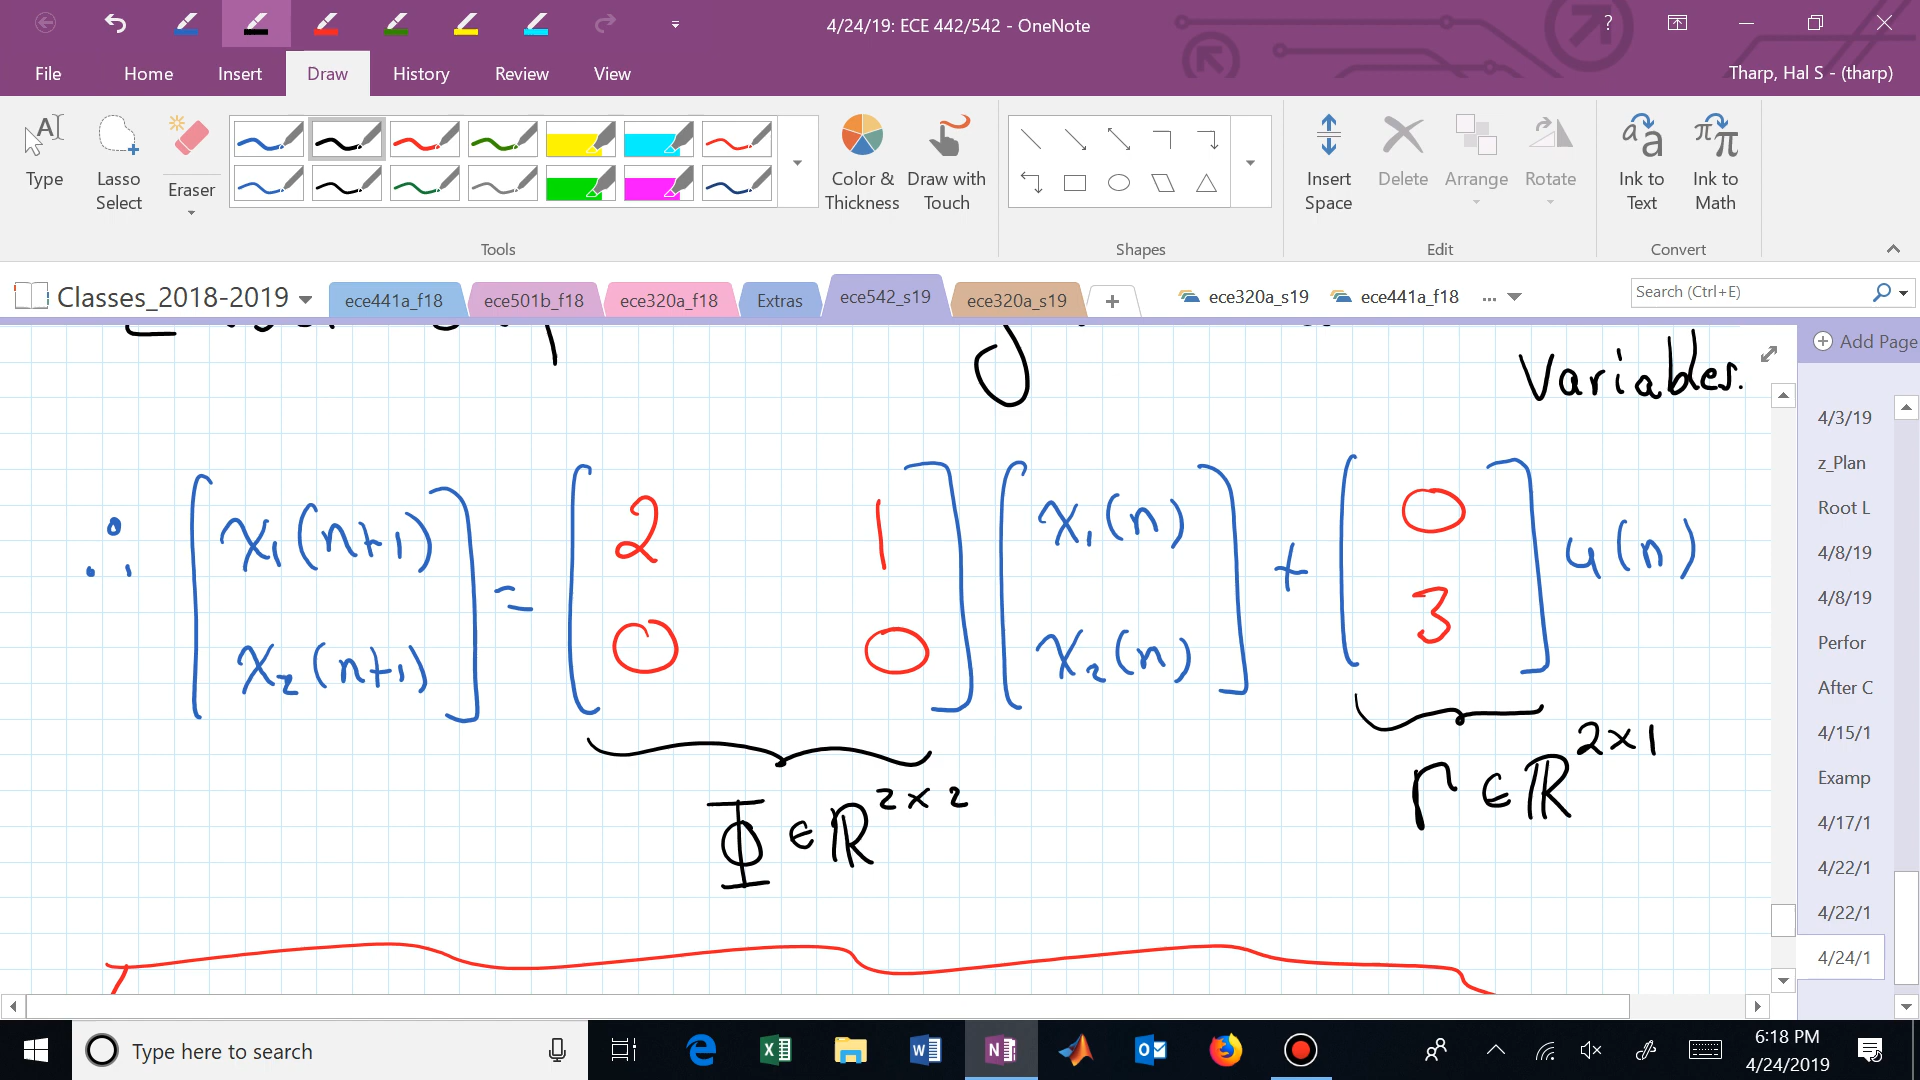 4/24/19: ECE 442/542 - OneNote
?
File Home Insert Draw History Review View
Tharp, Hal S - (tharp)
Type
Lasso Select
Eraser
Color & Thickness
Draw with Touch
Insert Space
Delete
Arrange
Rotate
Ink to Text
Ink to Math
Tools
Shapes
Edit
Convert
Classes_2018-2019
ece441a_f18
ece501b_f18
ece320a_f18
Extras
ece542_s19
ece320a_s19
+
ece320a_s19
ece441a_f18
...
Search (Ctrl+E)
Add Page
4/3/19
z_Plan
Root L
4/8/19
4/8/19
Perfor
After C
4/15/1
Examp
4/17/1
4/22/1
4/22/1
4/24/1
Variables.
∴ [x₁(n+1) x₂(n+1)] = [2 1 0 0] [x₁(n) x₂(n)] + [0 3] u(n)
Φ ∈ ℝ^2×2
Γ ∈ ℝ^2×1
Type here to search
6:18 PM
4/24/2019